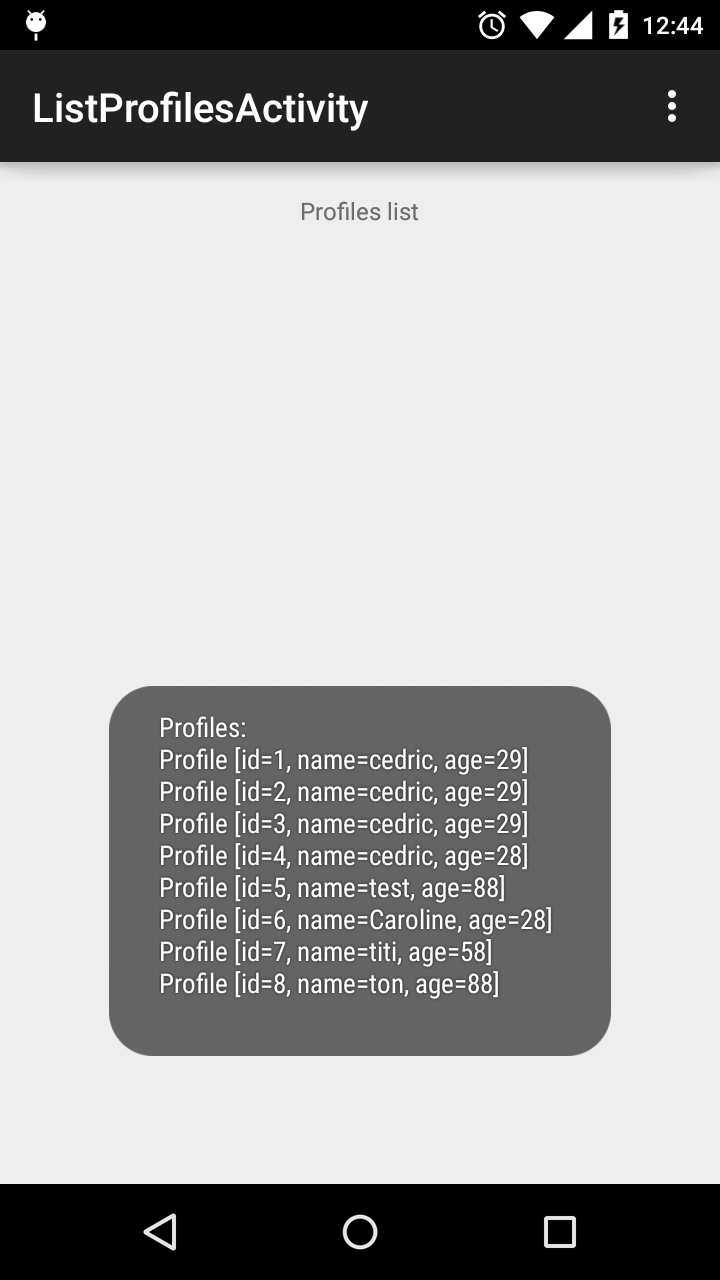 12:44
ListProfilesActivity
Profiles list
Profiles:
Profile [id=1, name=cedric, age=29]
Profile [id=2, name=cedric, age=29]
Profile [id=3, name=cedric, age=29]
Profile [id=4, name=cedric, age=28]
Profile [id=5, name=test, age=88]
Profile [id=6, name=Caroline, age=28]
Profile [id=7, name=titi, age=58]
Profile [id=8, name=ton, age=88]